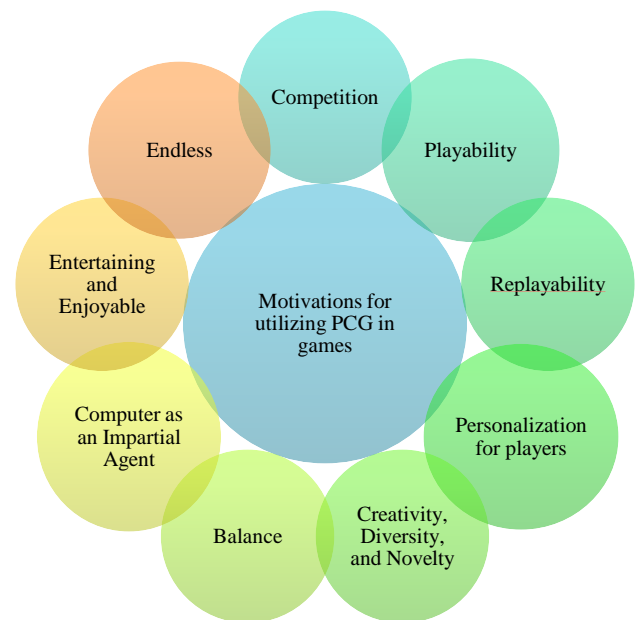 Competition
Playability
Replayability
Personalization
for players
Creativity,
Diversity,
and Novelty
Balance
Computer as
an Impartial
Agent
Entertaining
and
Enjoyable
Endless
Motivations for
utilizing PCG in
games